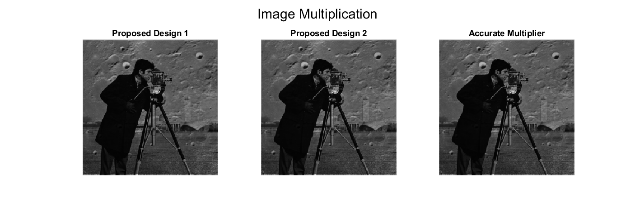 Image Multiplication
Proposed Design 1
Proposed Design 2
Accurate Multiplier